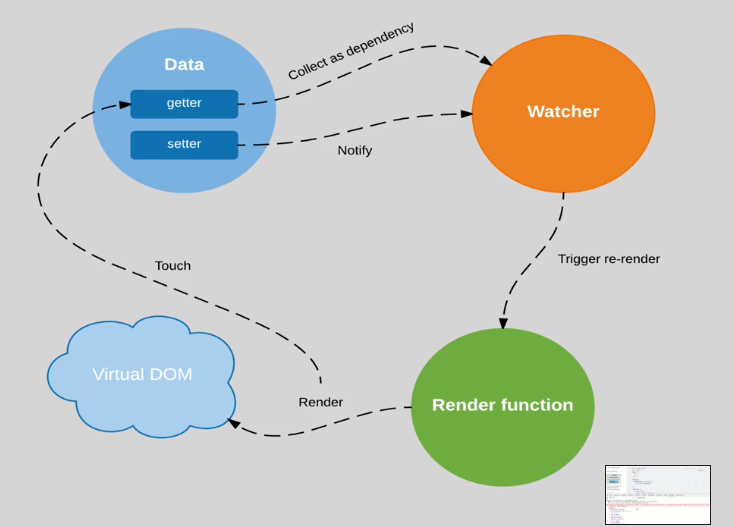 Data
getter
setter
Collect as dependency
Notify
Watcher
Trigger re-render
Touch
Virtual DOM
Render
Render function